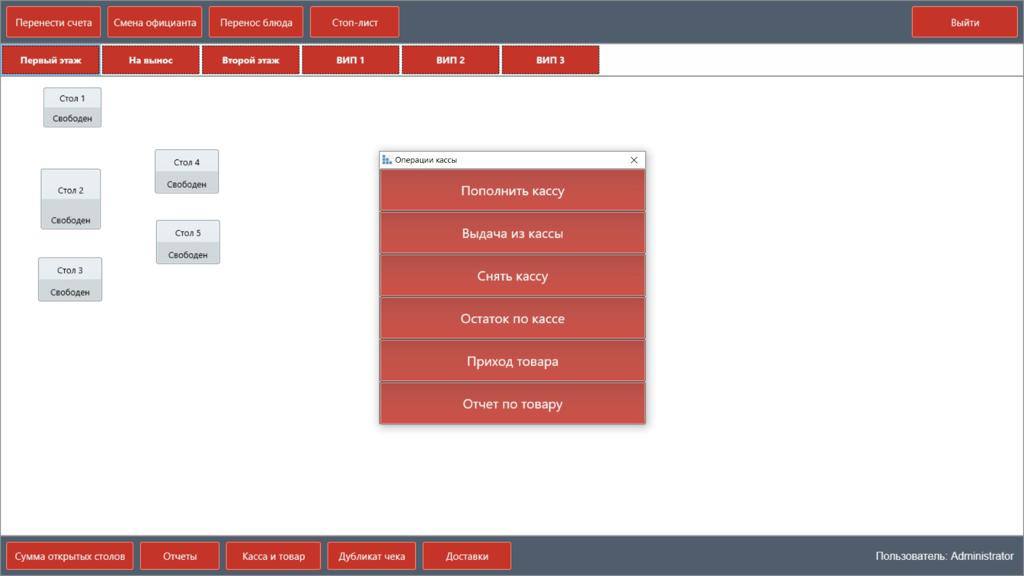 Перенести счета
Смена официанта
Перенос блюда
Стоп-лист
Выйти
Первый этаж
На вынос
Второй этаж
ВИП 1
ВИП 2
ВИП 3
Стол 1
Свободен
Стол 4
Свободен
Стол 2
Свободен
Стол 5
Свободен
Стол 3
Свободен
Операции кассы
Пополнить кассу
Выдача из кассы
Снять кассу
Остаток по кассе
Приход товара
Отчет по товару
Сумма открытых столов
Отчеты
Касса и товар
Дубликат чека
Доставки
Пользователь: Administrator